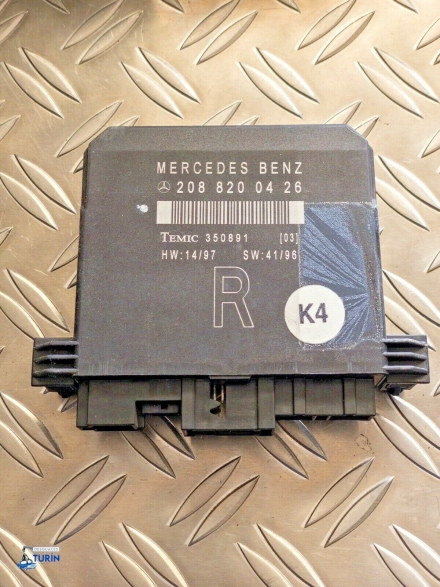 MERCEDES BENZ
208 820 04 26
TEMIC 350891 [03]
HW:14/97 SW:41/96
R
K4
TURIN